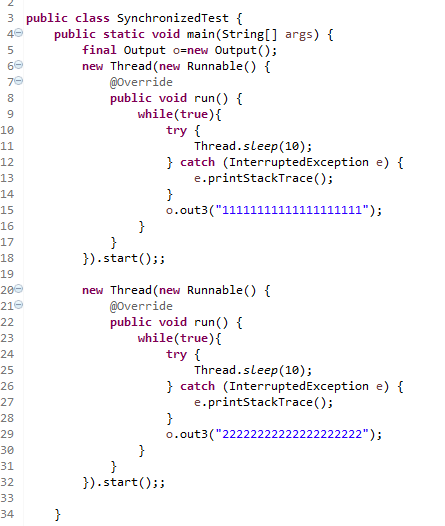 2
3 public class SynchronizedTest {
4 public static void main(String[] args) {
5 final Output o=new Output();
6 new Thread(new Runnable() {
7 @Override
8 public void run() {
9 while(true){
10 try {
11 Thread.sleep(10);
12 } catch (InterruptedException e) {
13 e.printStackTrace();
14 }
15 o.out3("11111111111111111111");
16 }
17 }
18 }).start();;
19
20 new Thread(new Runnable() {
21 @Override
22 public void run() {
23 while(true){
24 try {
25 Thread.sleep(10);
26 } catch (InterruptedException e) {
27 e.printStackTrace();
28 }
29 o.out3("22222222222222222222");
30 }
31 }
32 }).start();;
33
34 }